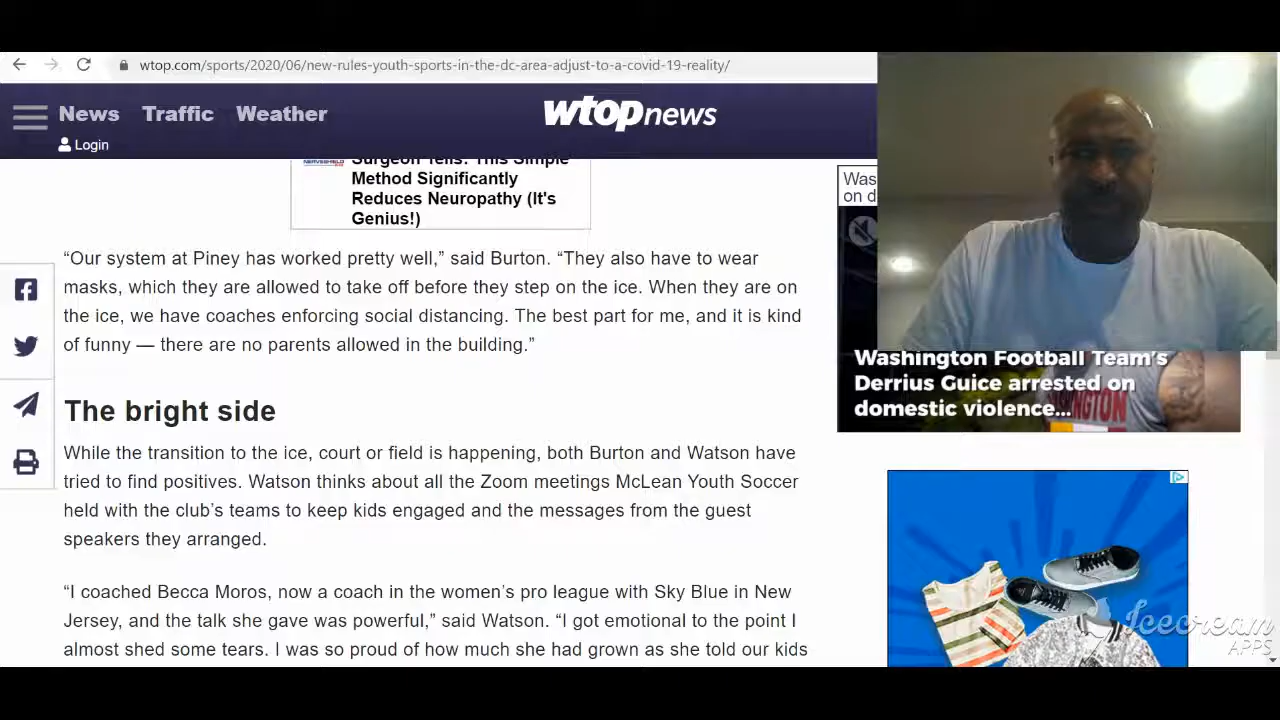 wtop.com/sports/2020/06/new-rules-youth-sports-in-the-dc-area-adjust-to-a-covid-19-reality/
News Traffic Weather
wtopnews
Login
Surgeon Tells: This Simple
Method Significantly
Reduces Neuropathy (It's
Genius!)
“Our system at Piney has worked pretty well,” said Burton. “They also have to wear
masks, which they are allowed to take off before they step on the ice. When they are on
the ice, we have coaches enforcing social distancing. The best part for me, and it is kind
of funny — there are no parents allowed in the building.”
The bright side
While the transition to the ice, court or field is happening, both Burton and Watson have
tried to find positives. Watson thinks about all the Zoom meetings McLean Youth Soccer
held with the club’s teams to keep kids engaged and the messages from the guest
speakers they arranged.
“I coached Becca Moros, now a coach in the women’s pro league with Sky Blue in New
Jersey, and the talk she gave was powerful,” said Watson. “I got emotional to the point I
almost shed some tears. I was so proud of how much she had grown as she told our kids
Was
on d
Washington Football Team’s
Derrius Guice arrested on
domestic violence...
Icecream
APPS